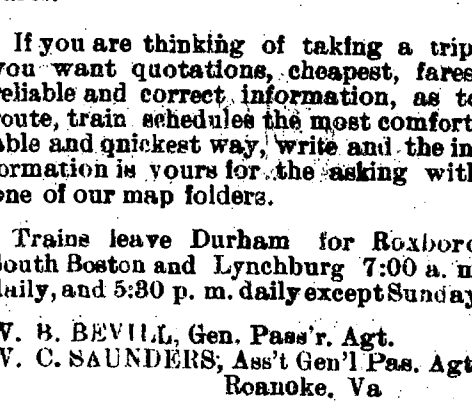 If you are thinking of taking a trip
you want quotations, cheapest, fares
reliable and correct information, as to
route, train schedules the most comfort
able and qnickest way, write and the in
formation is yours for the asking with
one of our map folders.
Trains leave Durham for Roxboro
South Boston and Lynchburg 7:00 a. m
daily, and 5:30 p. m. daily except Sunday
W. B. BEVILL, Gen. Pass'r. Agt.
W. C. SAUNDERS, Ass't Gen'l Pas. Agt
Roanoke, Va